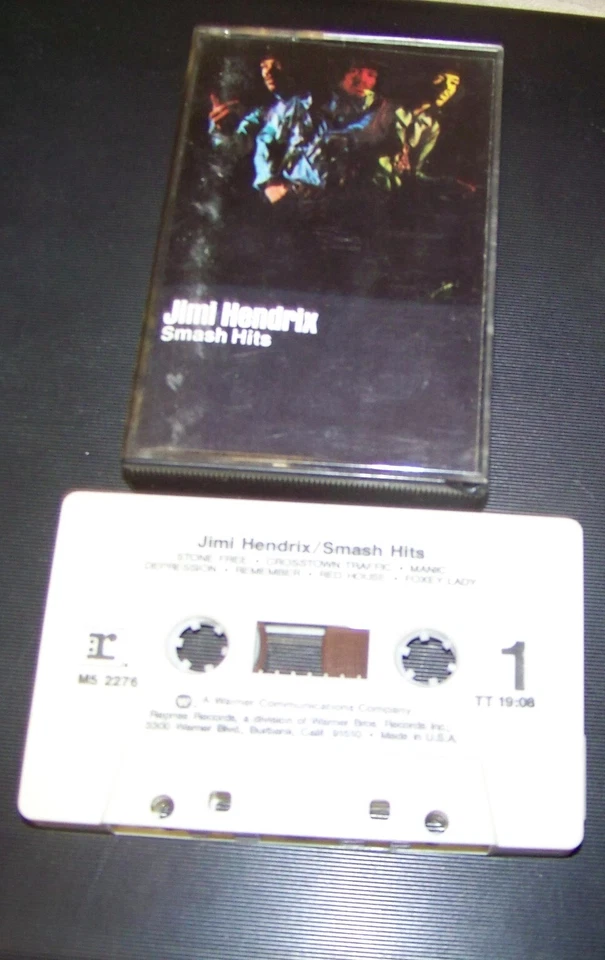 Jimi Hendrix
Smash Hits
Jimi Hendrix/Smash Hits
STONE FREE • CROSSTOWN TRAFFIC • MANIC
DEPRESSION • REMEMBER • RED HOUSE • FOXEY LADY
r
1
M5 2276
TT 19:08
W, A Warner Communications Company
Reprise Records, a division of Warner Bros. Records Inc.,
3300 Warner Blvd., Burbank, Calif. 91510 • Made in U.S.A.